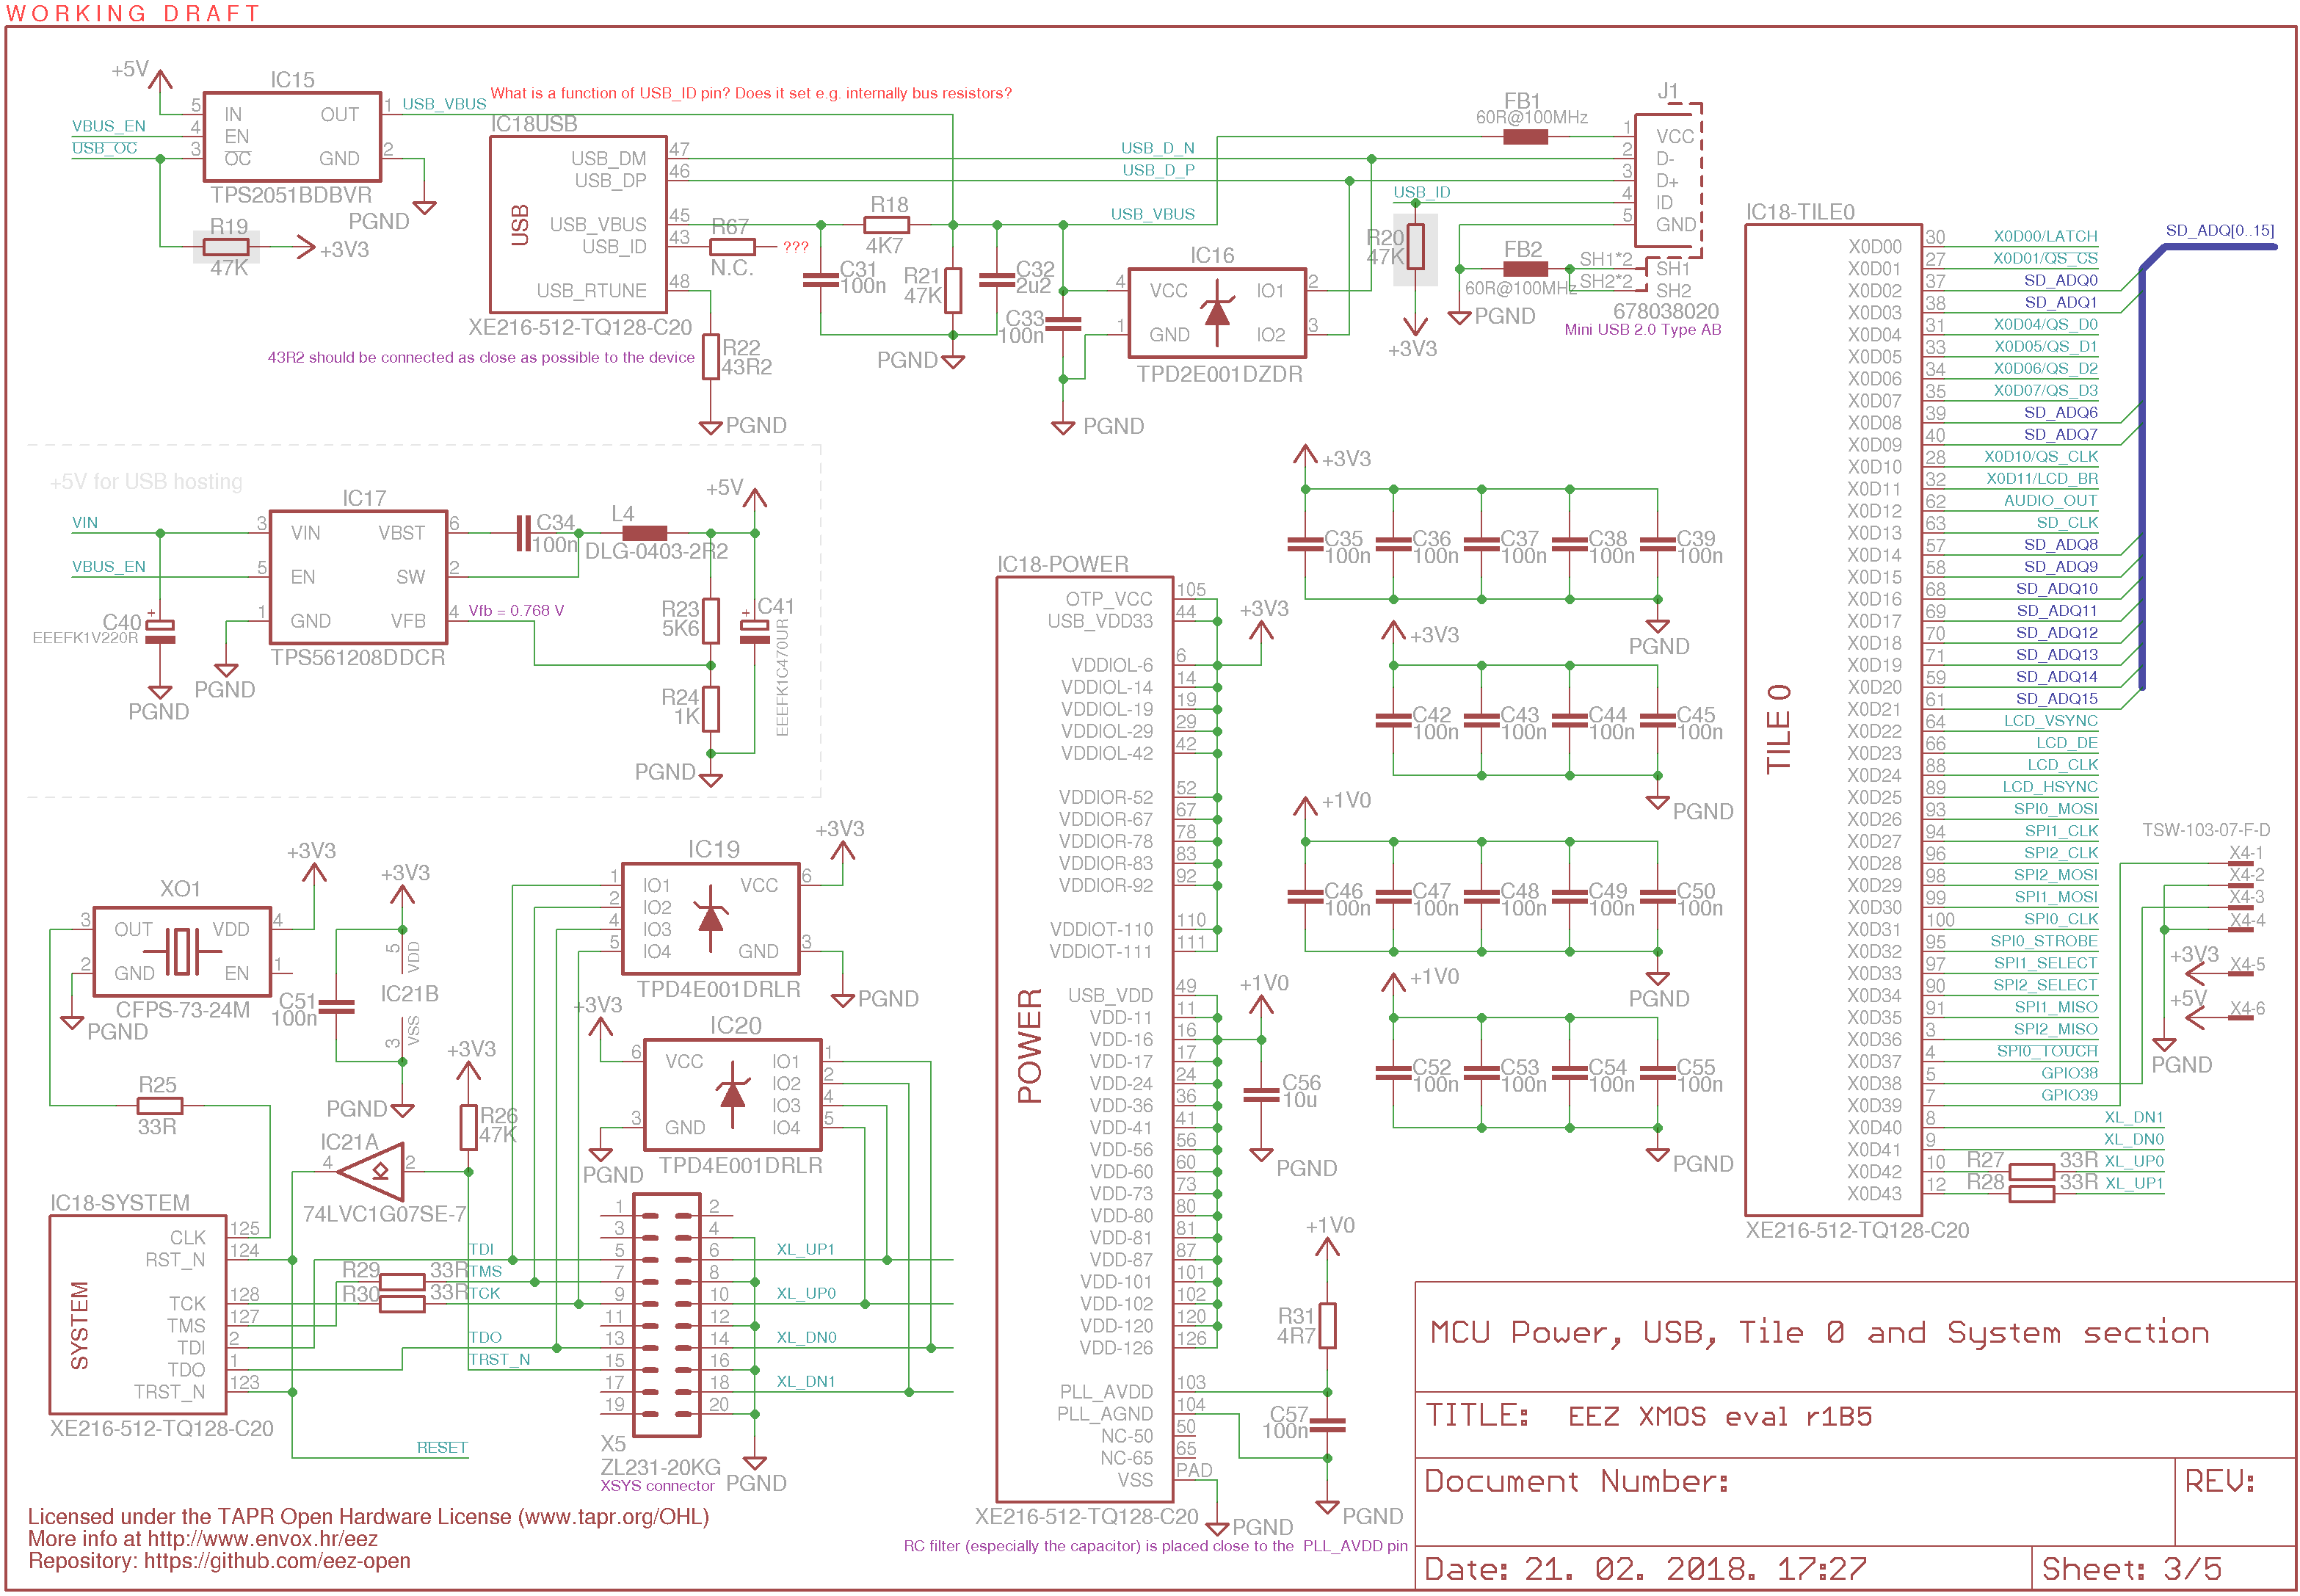 WORKING DRAFT
+5V
IC15
5
IN
OUT
1
USB_VBUS
VBUS_EN
4
EN
USB_OC
3
OC
GND
2
TPS2051BDBVR
PGND
R19
47K
+3V3
What is a function of USB_ID pin? Does it set e.g. internally bus resistors?
IC18USB
USB
USB_DM
47
USB_DP
46
USB_VBUS
45
USB_ID
43
USB_RTUNE
48
XE216-512-TQ128-C20
R67
N.C.
???
43R2 should be connected as close as possible to the device
R22
43R2
PGND
USB_D_N
USB_D_P
USB_VBUS
R18
4K7
C31
100n
R21
47K
C32
2u2
PGND
C33
100n
PGND
IC16
4
VCC
IO1
2
1
GND
IO2
3
TPD2E001DZDR
USB_ID
R20
47K
+3V3
FB1
60R@100MHz
FB2
60R@100MHz
PGND
J1
1
VCC
2
D-
3
D+
4
ID
5
GND
SH1*2
SH1
SH2*2
SH2
678038020
Mini USB 2.0 Type AB
+5V for USB hosting
IC17
VIN
3
VIN
VBST
6
VBUS_EN
5
EN
SW
2
1
GND
VFB
4
Vfb = 0.768 V
TPS561208DDCR
C40
EEEFK1V220R
PGND
PGND
C34
100n
L4
DLG-0403-2R2
+5V
R23
5K6
R24
1K
C41
EEEFK1C470UR
PGND
XO1
+3V3
3
OUT
VDD
4
2
GND
EN
1
CFPS-73-24M
PGND
+3V3
C51
100n
5
VDD
IC21B
3
VSS
PGND
R25
33R
+3V3
R26
47K
IC21A
4
2
74LVC1G07SE-7
IC18-SYSTEM
SYSTEM
CLK
125
RST_N
124
TCK
128
TMS
127
TDI
2
TDO
1
TRST_N
123
XE216-512-TQ128-C20
R29
33R
R30
33R
TDI
TMS
TCK
TDO
TRST_N
RESET
IC19
+3V3
1
IO1
VCC
6
2
IO2
4
IO3
5
IO4
GND
3
TPD4E001DRLR
PGND
+3V3
IC20
6
VCC
IO1
1
IO2
2
IO3
4
3
GND
IO4
5
TPD4E001DRLR
PGND
1
2
3
4
5
6
7
8
9
10
11
12
13
14
15
16
17
18
19
20
XL_UP1
XL_UP0
XL_DN0
XL_DN1
X5
ZL231-20KG
XSYS connector
PGND
IC18-POWER
POWER
OTP_VCC
105
USB_VDD33
44
VDDIOL-6
6
VDDIOL-14
14
VDDIOL-19
19
VDDIOL-29
29
VDDIOL-42
42
VDDIOR-52
52
VDDIOR-67
67
VDDIOR-78
78
VDDIOR-83
83
VDDIOR-92
92
VDDIOT-110
110
VDDIOT-111
111
USB_VDD
49
VDD-11
11
VDD-16
16
VDD-17
17
VDD-24
24
VDD-36
36
VDD-41
41
VDD-56
56
VDD-60
60
VDD-73
73
VDD-80
80
VDD-81
81
VDD-87
87
VDD-101
101
VDD-102
102
VDD-120
120
VDD-126
126
PLL_AVDD
103
PLL_AGND
104
NC-50
50
NC-65
65
VSS
PAD
XE216-512-TQ128-C20
PGND
+3V3
+1V0
C56
10u
PGND
+1V0
R31
4R7
C57
100n
PGND
RC filter (especially the capacitor) is placed close to the  PLL_AVDD pin
+3V3
C35
100n
C36
100n
C37
100n
C38
100n
C39
100n
PGND
+3V3
C42
100n
C43
100n
C44
100n
C45
100n
PGND
+1V0
C46
100n
C47
100n
C48
100n
C49
100n
C50
100n
PGND
+1V0
C52
100n
C53
100n
C54
100n
C55
100n
PGND
IC18-TILE0
TILE 0
X0D00 30 X0D00/LATCH
X0D01 27 X0D01/QS_CS
X0D02 37 SD_ADQ0
X0D03 38 SD_ADQ1
X0D04 31 X0D04/QS_D0
X0D05 33 X0D05/QS_D1
X0D06 34 X0D06/QS_D2
X0D07 35 X0D07/QS_D3
X0D08 39 SD_ADQ6
X0D09 40 SD_ADQ7
X0D10 28 X0D10/QS_CLK
X0D11 32 X0D11/LCD_BR
X0D12 62 AUDIO_OUT
X0D13 63 SD_CLK
X0D14 57 SD_ADQ8
X0D15 58 SD_ADQ9
X0D16 68 SD_ADQ10
X0D17 69 SD_ADQ11
X0D18 70 SD_ADQ12
X0D19 71 SD_ADQ13
X0D20 59 SD_ADQ14
X0D21 61 SD_ADQ15
X0D22 64 LCD_VSYNC
X0D23 66 LCD_DE
X0D24 88 LCD_CLK
X0D25 89 LCD_HSYNC
X0D26 93 SPI0_MOSI
X0D27 94 SPI1_CLK
X0D28 96 SPI2_CLK
X0D29 98 SPI2_MOSI
X0D30 99 SPI1_MOSI
X0D31 100 SPI0_CLK
X0D32 95 SPI0_STROBE
X0D33 97 SPI1_SELECT
X0D34 90 SPI2_SELECT
X0D35 91 SPI1_MISO
X0D36 3 SPI2_MISO
X0D37 4 SPI0_TOUCH
X0D38 5 GPIO38
X0D39 7 GPIO39
X0D40 8 XL_DN1
X0D41 9 XL_DN0
X0D42 10 R27 33R XL_UP0
X0D43 12 R28 33R XL_UP1
XE216-512-TQ128-C20
SD_ADQ[0..15]
TSW-103-07-F-D
X4-1
X4-2
X4-3
X4-4
+3V3
X4-5
+5V
X4-6
PGND
MCU Power, USB, Tile 0 and System section
TITLE: EEZ XMOS eval r1B5
Document Number:
REV:
Date: 21. 02. 2018. 17:27
Sheet: 3/5
Licensed under the TAPR Open Hardware License (www.tapr.org/OHL)
More info at http://www.envox.hr/eez
Repository: https://github.com/eez-open